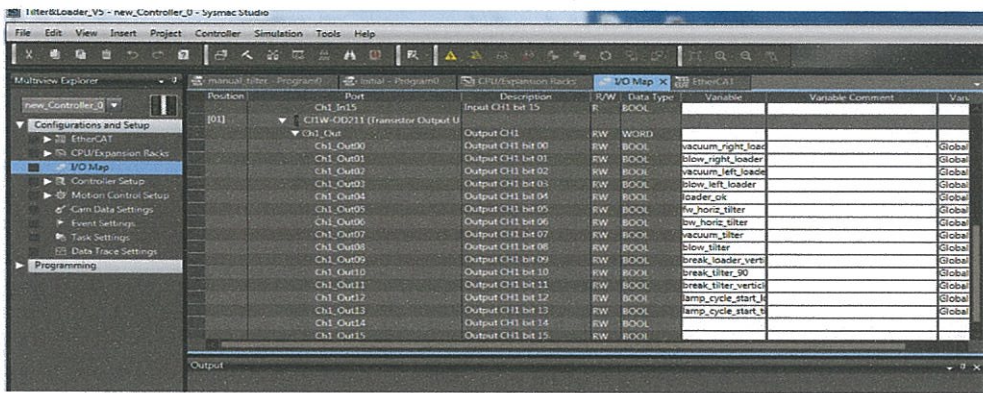 Tilter&Loader_V5 - new_Controller_0 - Sysmac Studio
File Edit View Insert Project Controller Simulation Tools Help
Multiview Explorer
manual_tilter - Program0 Initial - Program0 CPU/Expansion Racks I/O Map EtherCAT
new_Controller_0
Position Port Description R/W Data Type Variable Variable Comment
Configurations and Setup
EtherCAT
CPU/Expansion Racks
I/O Map
Controller Setup
Motion Control Setup
Cam Data Settings
Event Settings
Task Settings
Data Trace Settings
Programming
Ch1_In15 Input CH1 bit 15 R BOOL
[01] CJ1W-OD211 (Transistor Output U
Ch1_Out Output CH1 RW WORD
Ch1_Out00 Output CH1 bit 00 RW BOOL vacuum_right_load Global
Ch1_Out01 Output CH1 bit 01 RW BOOL blow_right_loader Global
Ch1_Out02 Output CH1 bit 02 RW BOOL vacuum_left_loade Global
Ch1_Out03 Output CH1 bit 03 RW BOOL blow_left_loader Global
Ch1_Out04 Output CH1 bit 04 RW BOOL loader_ok Global
Ch1_Out05 Output CH1 bit 05 RW BOOL fw_horiz_tilter Global
Ch1_Out06 Output CH1 bit 06 RW BOOL bw_horiz_tilter Global
Ch1_Out07 Output CH1 bit 07 RW BOOL vacuum_tilter Global
Ch1_Out08 Output CH1 bit 08 RW BOOL blow_tilter Global
Ch1_Out09 Output CH1 bit 09 RW BOOL break_loader_verti Global
Ch1_Out10 Output CH1 bit 10 RW BOOL break_tilter_90 Global
Ch1_Out11 Output CH1 bit 11 RW BOOL break_tilter_vertici Global
Ch1_Out12 Output CH1 bit 12 RW BOOL lamp_cycle_start_lo Global
Ch1_Out13 Output CH1 bit 13 RW BOOL lamp_cycle_start_ti Global
Ch1_Out14 Output CH1 bit 14 RW BOOL
Ch1_Out15 Output CH1 bit 15 RW BOOL
Output